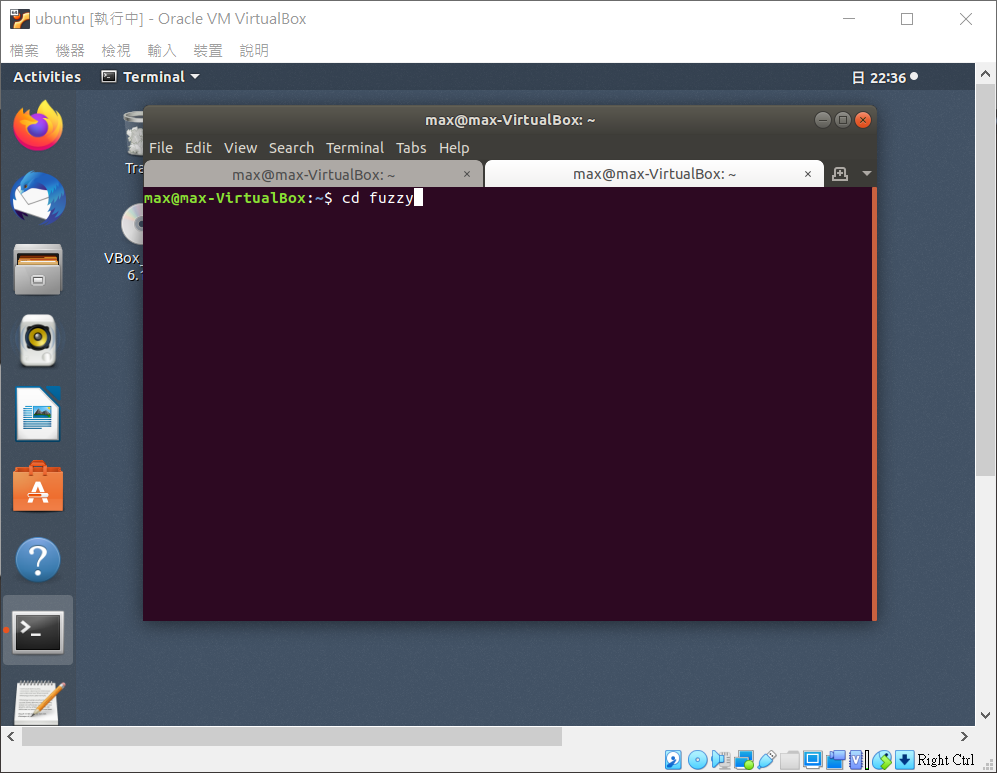 ubuntu [執行中] - Oracle VM VirtualBox
檔案 機器 檢視 輸入 裝置 說明
Activities Terminal 日 22:36
max@max-VirtualBox: ~
File Edit View Search Terminal Tabs Help
max@max-VirtualBox: ~ × max@max-VirtualBox: ~ ×
max@max-VirtualBox:~$ cd fuzzy
Tra
VBox_
6.1
Right Ctrl